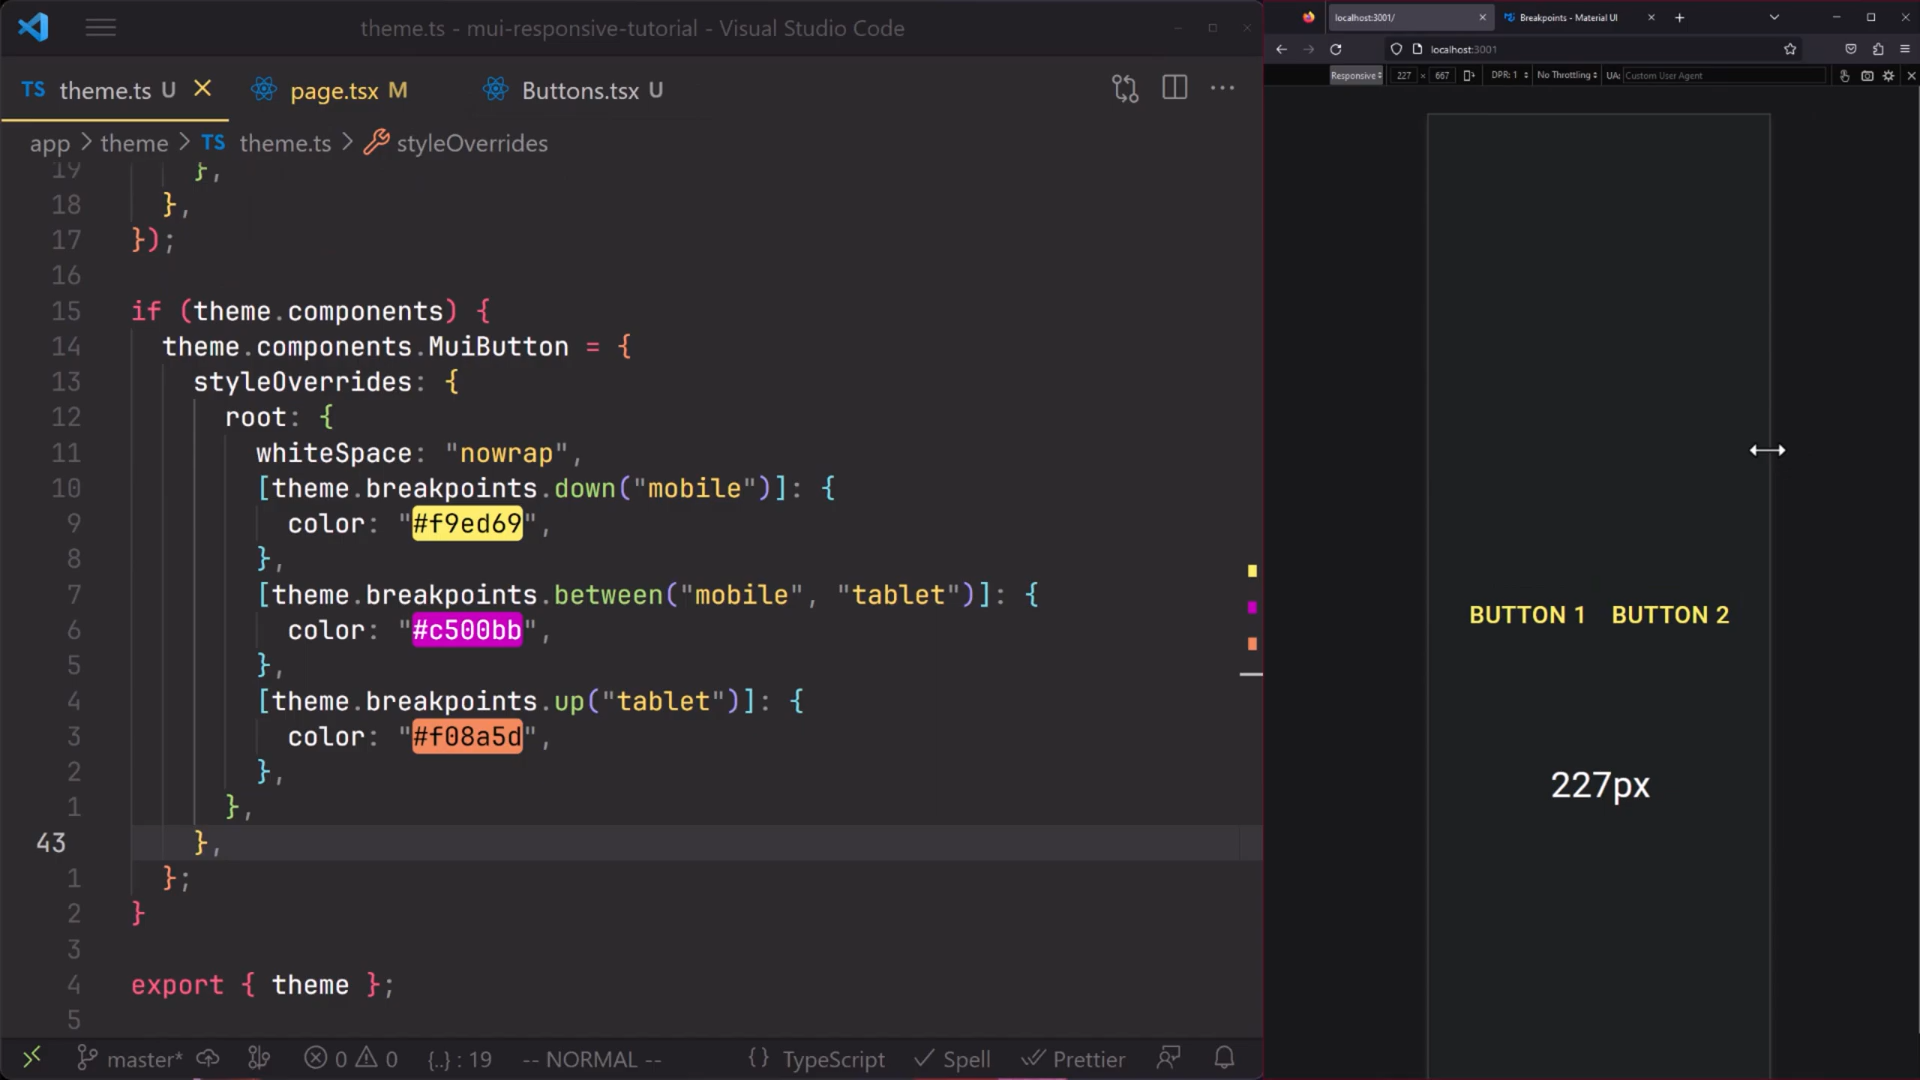 theme.ts - mui-responsive-tutorial - Visual Studio Code
TS theme.ts U
page.tsx M
Buttons.tsx U
app > theme > TS theme.ts > styleOverrides
19 },
18 },
17 });
16
15 if (theme.components) {
14 theme.components.MuiButton = {
13 styleOverrides: {
12 root: {
11 whiteSpace: "nowrap",
10 [theme.breakpoints.down("mobile")]: {
9 color: "#f9ed69",
8 },
7 [theme.breakpoints.between("mobile", "tablet")]: {
6 color: "#c500bb",
5 },
4 [theme.breakpoints.up("tablet")]: {
3 color: "#f08a5d",
2 },
1 },
43 },
1 };
2 }
3
4 export { theme };
5
master* 0 0 {..} : 19 -- NORMAL -- {} TypeScript Spell Prettier
localhost:3001/
Breakpoints - Material UI
localhost:3001
Responsive 227 × 667 DPR: 1 No Throttling UA: Custom User Agent
BUTTON 1 BUTTON 2
227px